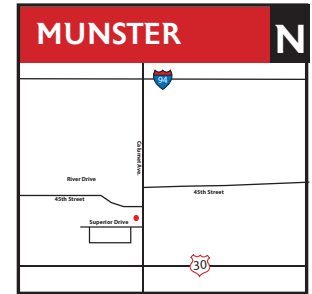 MUNSTER N
94
Calumet Ave.
River Drive
45th Street
45th Street
Superior Drive
30